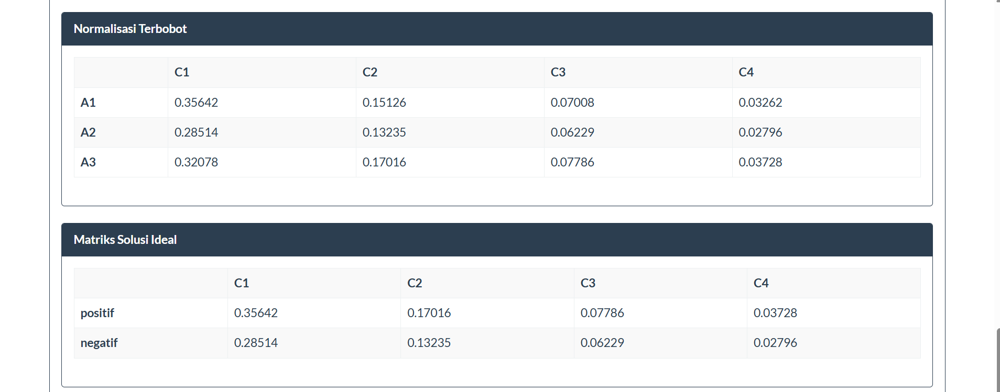 Normalisasi Terbobot
C1 C2 C3 C4
A1 0.35642 0.15126 0.07008 0.03262
A2 0.28514 0.13235 0.06229 0.02796
A3 0.32078 0.17016 0.07786 0.03728
Matriks Solusi Ideal
C1 C2 C3 C4
positif 0.35642 0.17016 0.07786 0.03728
negatif 0.28514 0.13235 0.06229 0.02796